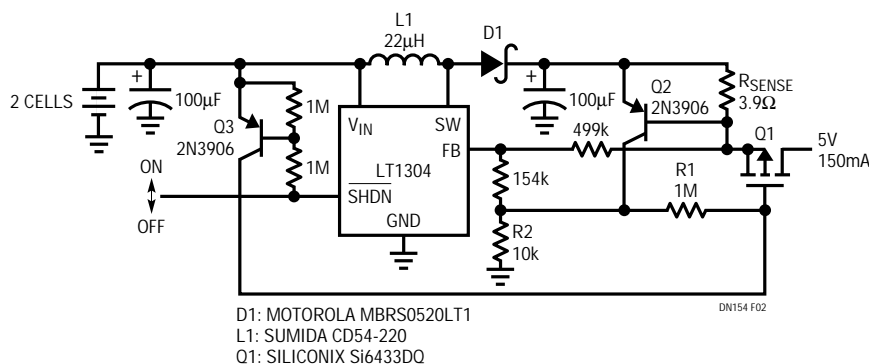 L1
22µH
D1
2 CELLS
+
100µF
Q3
2N3906
1M
1M
VIN
SW
FB
LT1304
SHDN
GND
+
100µF
Q2
2N3906
RSENSE
3.9Ω
499k
Q1
5V
150mA
154k
R1
1M
R2
10k
ON
OFF
DN154 F02
D1: MOTOROLA MBRS0520LT1
L1: SUMIDA CD54-220
Q1: SILICONIX Si6433DQ